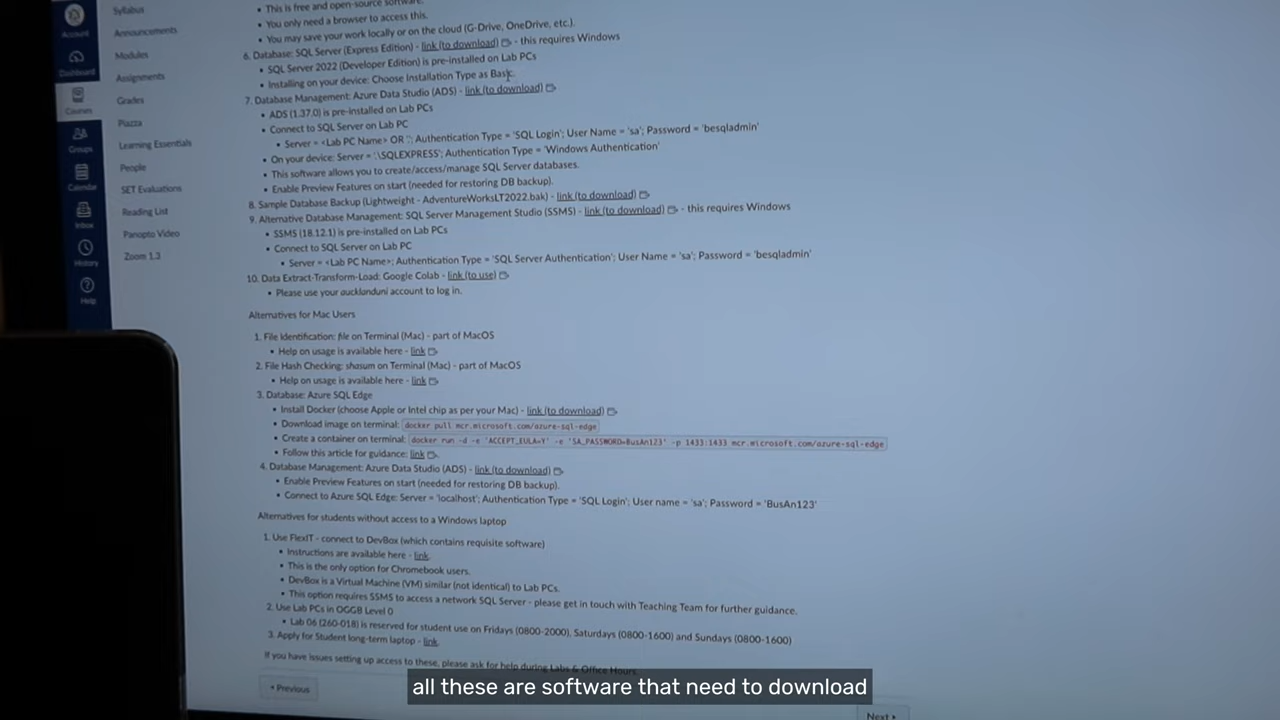 Account
Dashboard
Courses
Groups
Calendar
Inbox
History
Help
Syllabus
Announcements
Modules
Assignments
Grades
Piazza
Learning Essentials
People
SET Evaluations
Reading List
Panopto Video
Zoom 1.3
• This is free and open-source software.
• You only need a browser to access this.
• You may save your work locally or on the cloud (G-Drive, OneDrive, etc.).
6. Database: SQL Server (Express Edition) - link (to download) - this requires Windows
• SQL Server 2022 (Developer Edition) is pre-installed on Lab PCs
• Installing on your device: Choose Installation Type as Basic.
7. Database Management: Azure Data Studio (ADS) - link (to download)
• ADS (1.37.0) is pre-installed on Lab PCs
• Connect to SQL Server on Lab PC
• Server = <Lab PC Name> OR '.'; Authentication Type = 'SQL Login'; User Name = 'sa'; Password = 'besqladmin'
• On your device: Server = '.\SQLEXPRESS'; Authentication Type = 'Windows Authentication'
• This software allows you to create/access/manage SQL Server databases.
• Enable Preview Features on start (needed for restoring DB backup).
8. Sample Database Backup (Lightweight - AdventureWorksLT2022.bak) - link (to download)
9. Alternative Database Management: SQL Server Management Studio (SSMS) - link (to download) - this requires Windows
• SSMS (18.12.1) is pre-installed on Lab PCs
• Connect to SQL Server on Lab PC
• Server = <Lab PC Name>; Authentication Type = 'SQL Server Authentication'; User Name = 'sa'; Password = 'besqladmin'
10. Data Extract-Transform-Load: Google Colab - link (to use)
• Please use your aucklanduni account to log in.
Alternatives for Mac Users
1. File Identification: file on Terminal (Mac) - part of MacOS
• Help on usage is available here - link
2. File Hash Checking: shasum on Terminal (Mac) - part of MacOS
• Help on usage is available here - link
3. Database: Azure SQL Edge
• Install Docker (choose Apple or Intel chip as per your Mac) - link (to download)
• Download image on terminal: docker pull mcr.microsoft.com/azure-sql-edge
• Create a container on terminal: docker run -d -e 'ACCEPT_EULA=Y' -e 'SA_PASSWORD=BusAn123' -p 1433:1433 mcr.microsoft.com/azure-sql-edge
• Follow this article for guidance: link
4. Database Management: Azure Data Studio (ADS) - link (to download)
• Enable Preview Features on start (needed for restoring DB backup).
• Connect to Azure SQL Edge: Server = 'localhost'; Authentication Type = 'SQL Login'; User name = 'sa'; Password = 'BusAn123'
Alternatives for students without access to a Windows laptop
1. Use FlexIT - connect to DevBox (which contains requisite software)
• Instructions are available here - link.
• This is the only option for Chromebook users.
• DevBox is a Virtual Machine (VM) similar (not identical) to Lab PCs.
• This option requires SSMS to access a network SQL Server - please get in touch with Teaching Team for further guidance.
2. Use Lab PCs in OGGB Level 0
• Lab 06 (260-018) is reserved for student use on Fridays (0800-2000), Saturdays (0800-1600) and Sundays (0800-1600)
3. Apply for Student long-term laptop - link.
If you have issues setting up access to these, please ask for help during Labs & Office Hours.
◂ Previous
Next ▸
all these are software that need to download